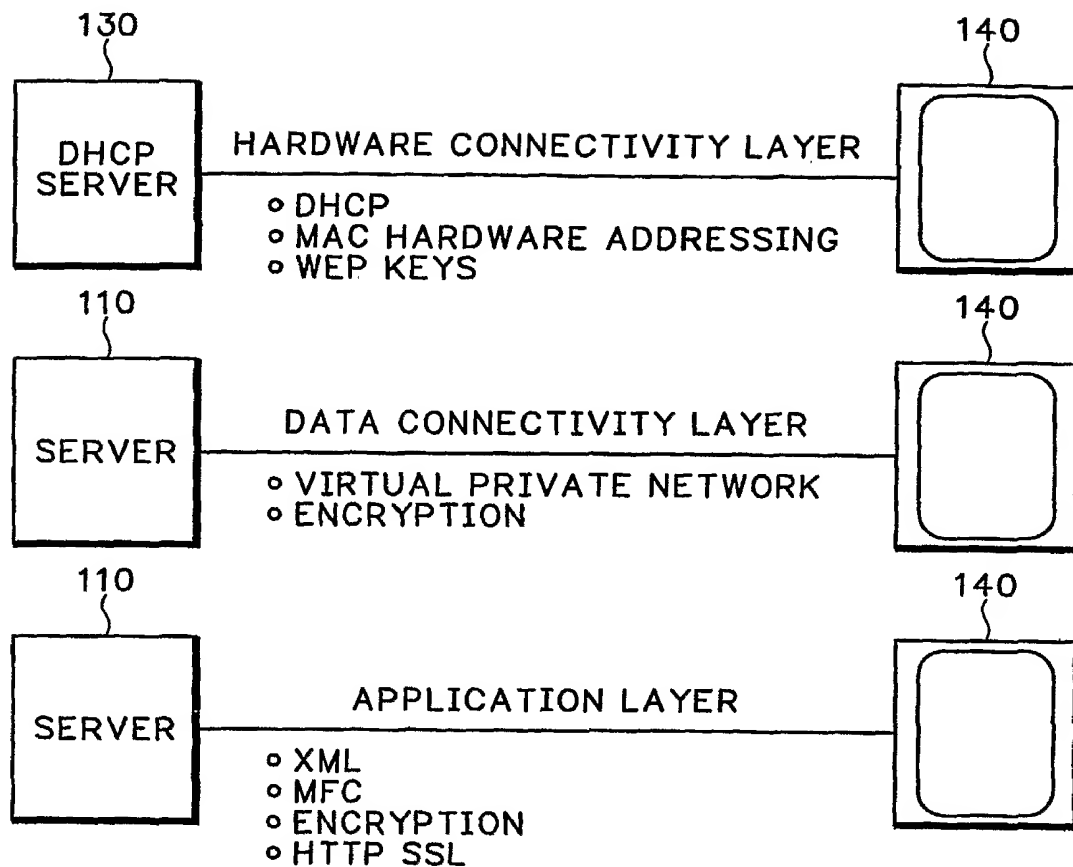 130
140
DHCP
SERVER
HARDWARE CONNECTIVITY LAYER
○ DHCP
○ MAC HARDWARE ADDRESSING
○ WEP KEYS
110
140
SERVER
DATA CONNECTIVITY LAYER
○ VIRTUAL PRIVATE NETWORK
○ ENCRYPTION
110
140
SERVER
APPLICATION LAYER
○ XML
○ MFC
○ ENCRYPTION
○ HTTP SSL